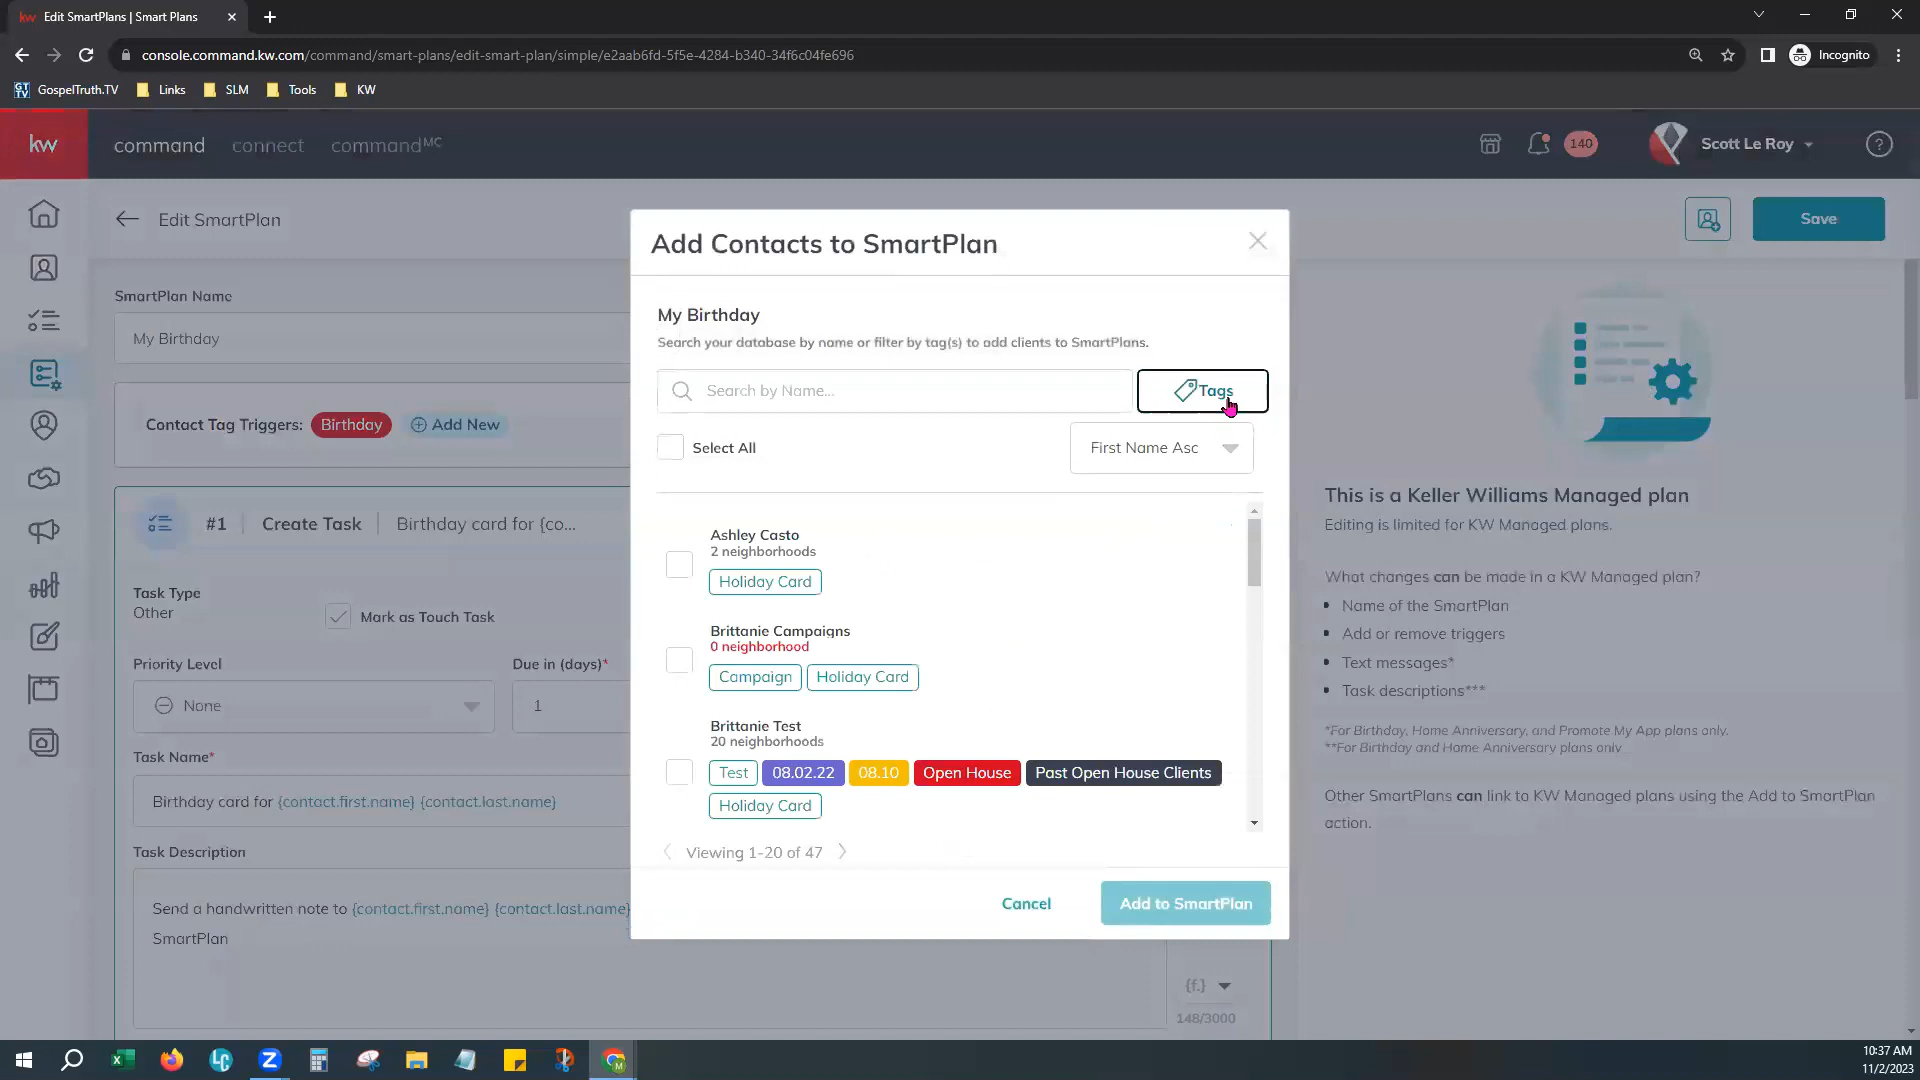 kw Edit SmartPlans | Smart Plans
console.command.kw.com/command/smart-plans/edit-smart-plan/simple/e2aab6fd-5f5e-4284-b340-34f6c04fe696
Incognito
GT TV GospelTruth.TV Links SLM Tools KW
kw command connect commandMC 140 Scott Le Roy ?
Edit SmartPlan Save
SmartPlan Name
My Birthday
Contact Tag Triggers: Birthday Add New
#1 Create Task Birthday card for {co...
Task Type
Other
Mark as Touch Task
Priority Level Due in (days)*
None 1
Task Name*
Birthday card for {contact.first.name} {contact.last.name}
Task Description
Send a handwritten note to {contact.first.name} {contact.last.name}
SmartPlan
{f.}
148/3000
Add Contacts to SmartPlan
My Birthday
Search your database by name or filter by tag(s) to add clients to SmartPlans.
Search by Name... Tags
Select All First Name Asc
Ashley Casto
2 neighborhoods
Holiday Card
Brittanie Campaigns
0 neighborhood
Campaign Holiday Card
Brittanie Test
20 neighborhoods
Test 08.02.22 08.10 Open House Past Open House Clients
Holiday Card
Viewing 1-20 of 47
Cancel Add to SmartPlan
This is a Keller Williams Managed plan
Editing is limited for KW Managed plans.
What changes can be made in a KW Managed plan?
• Name of the SmartPlan
• Add or remove triggers
• Text messages*
• Task descriptions***
*For Birthday, Home Anniversary, and Promote My App plans only.
**For Birthday and Home Anniversary plans only
Other SmartPlans can link to KW Managed plans using the Add to SmartPlan
action.
10:37 AM
11/2/2023